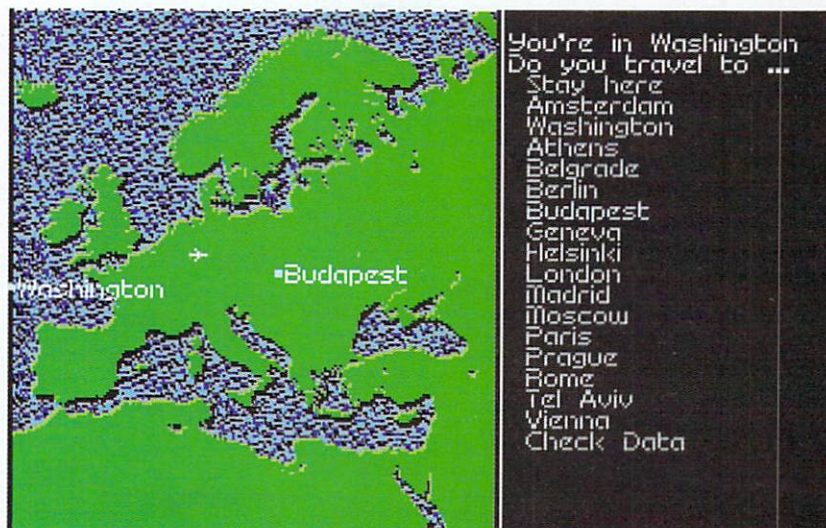 Washington
Budapest
You're in Washington
Do you travel to ...
Stay here
Amsterdam
Washington
Athens
Belgrade
Berlin
Budapest
Geneva
Helsinki
London
Madrid
Moscow
Paris
Prague
Rome
Tel Aviv
Vienna
Check Data